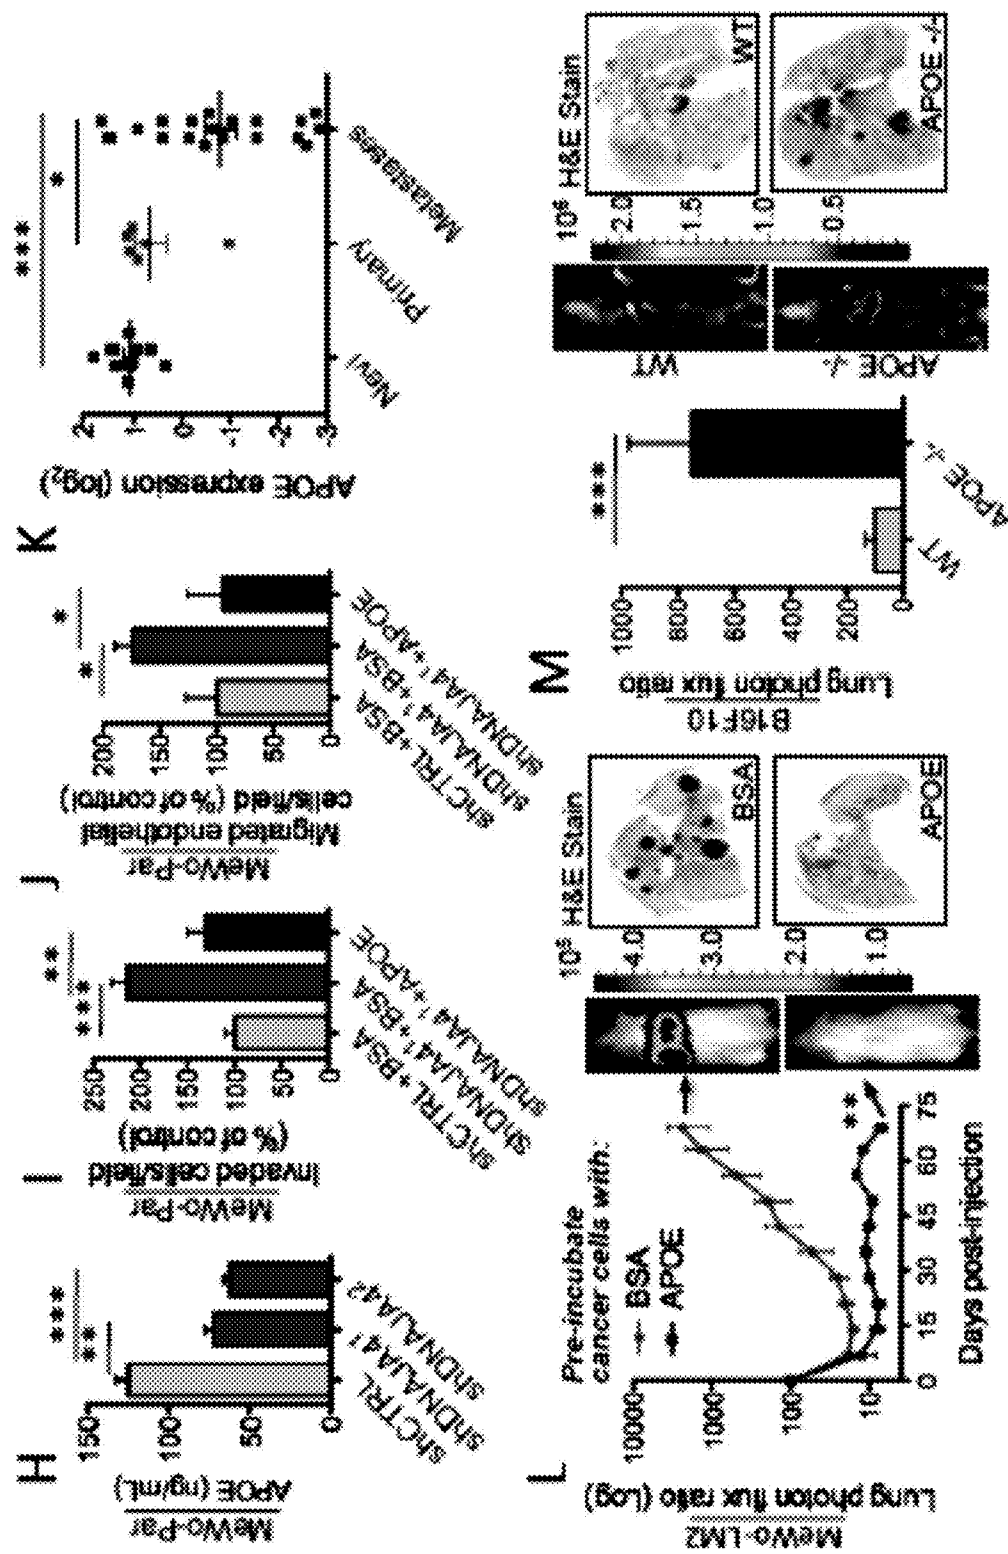 H
MeWo-Par
APOE (ng/mL)
150
100
50
0
***
**
shCTRL
shDNAJA4¹
shDNAJA4²
I
MeWo-Par
Invaded cells/field
(% of control)
250
200
150
100
50
0
**
***
shCTRL+BSA
shDNAJA4¹+BSA
shDNAJA4¹+APOE
J
MeWo-Par
Migrated endothelial
cells/field (% of control)
200
150
100
50
0
*
*
shCTRL+BSA
shDNAJA4¹+BSA
shDNAJA4¹+APOE
K
APOE expression (log₂)
2
1
0
-1
-2
-3
***
*
Nevi
Primary
Metastases
L
MeWo-LM2
Lung photon flux ratio (Log)
10000
1000
100
10
Pre-incubate
cancer cells with:
BSA
APOE
**
0 15 30 45 60 75
Days post-injection
10⁵
4.0
3.0
2.0
1.0
H&E Stain
BSA
APOE
M
B16F10
Lung photon flux ratio
1000
800
600
400
200
0
***
WT
APOE -/-
WT
APOE -/-
2.0
1.5
1.0
0.5
H&E Stain
WT
APOE -/-